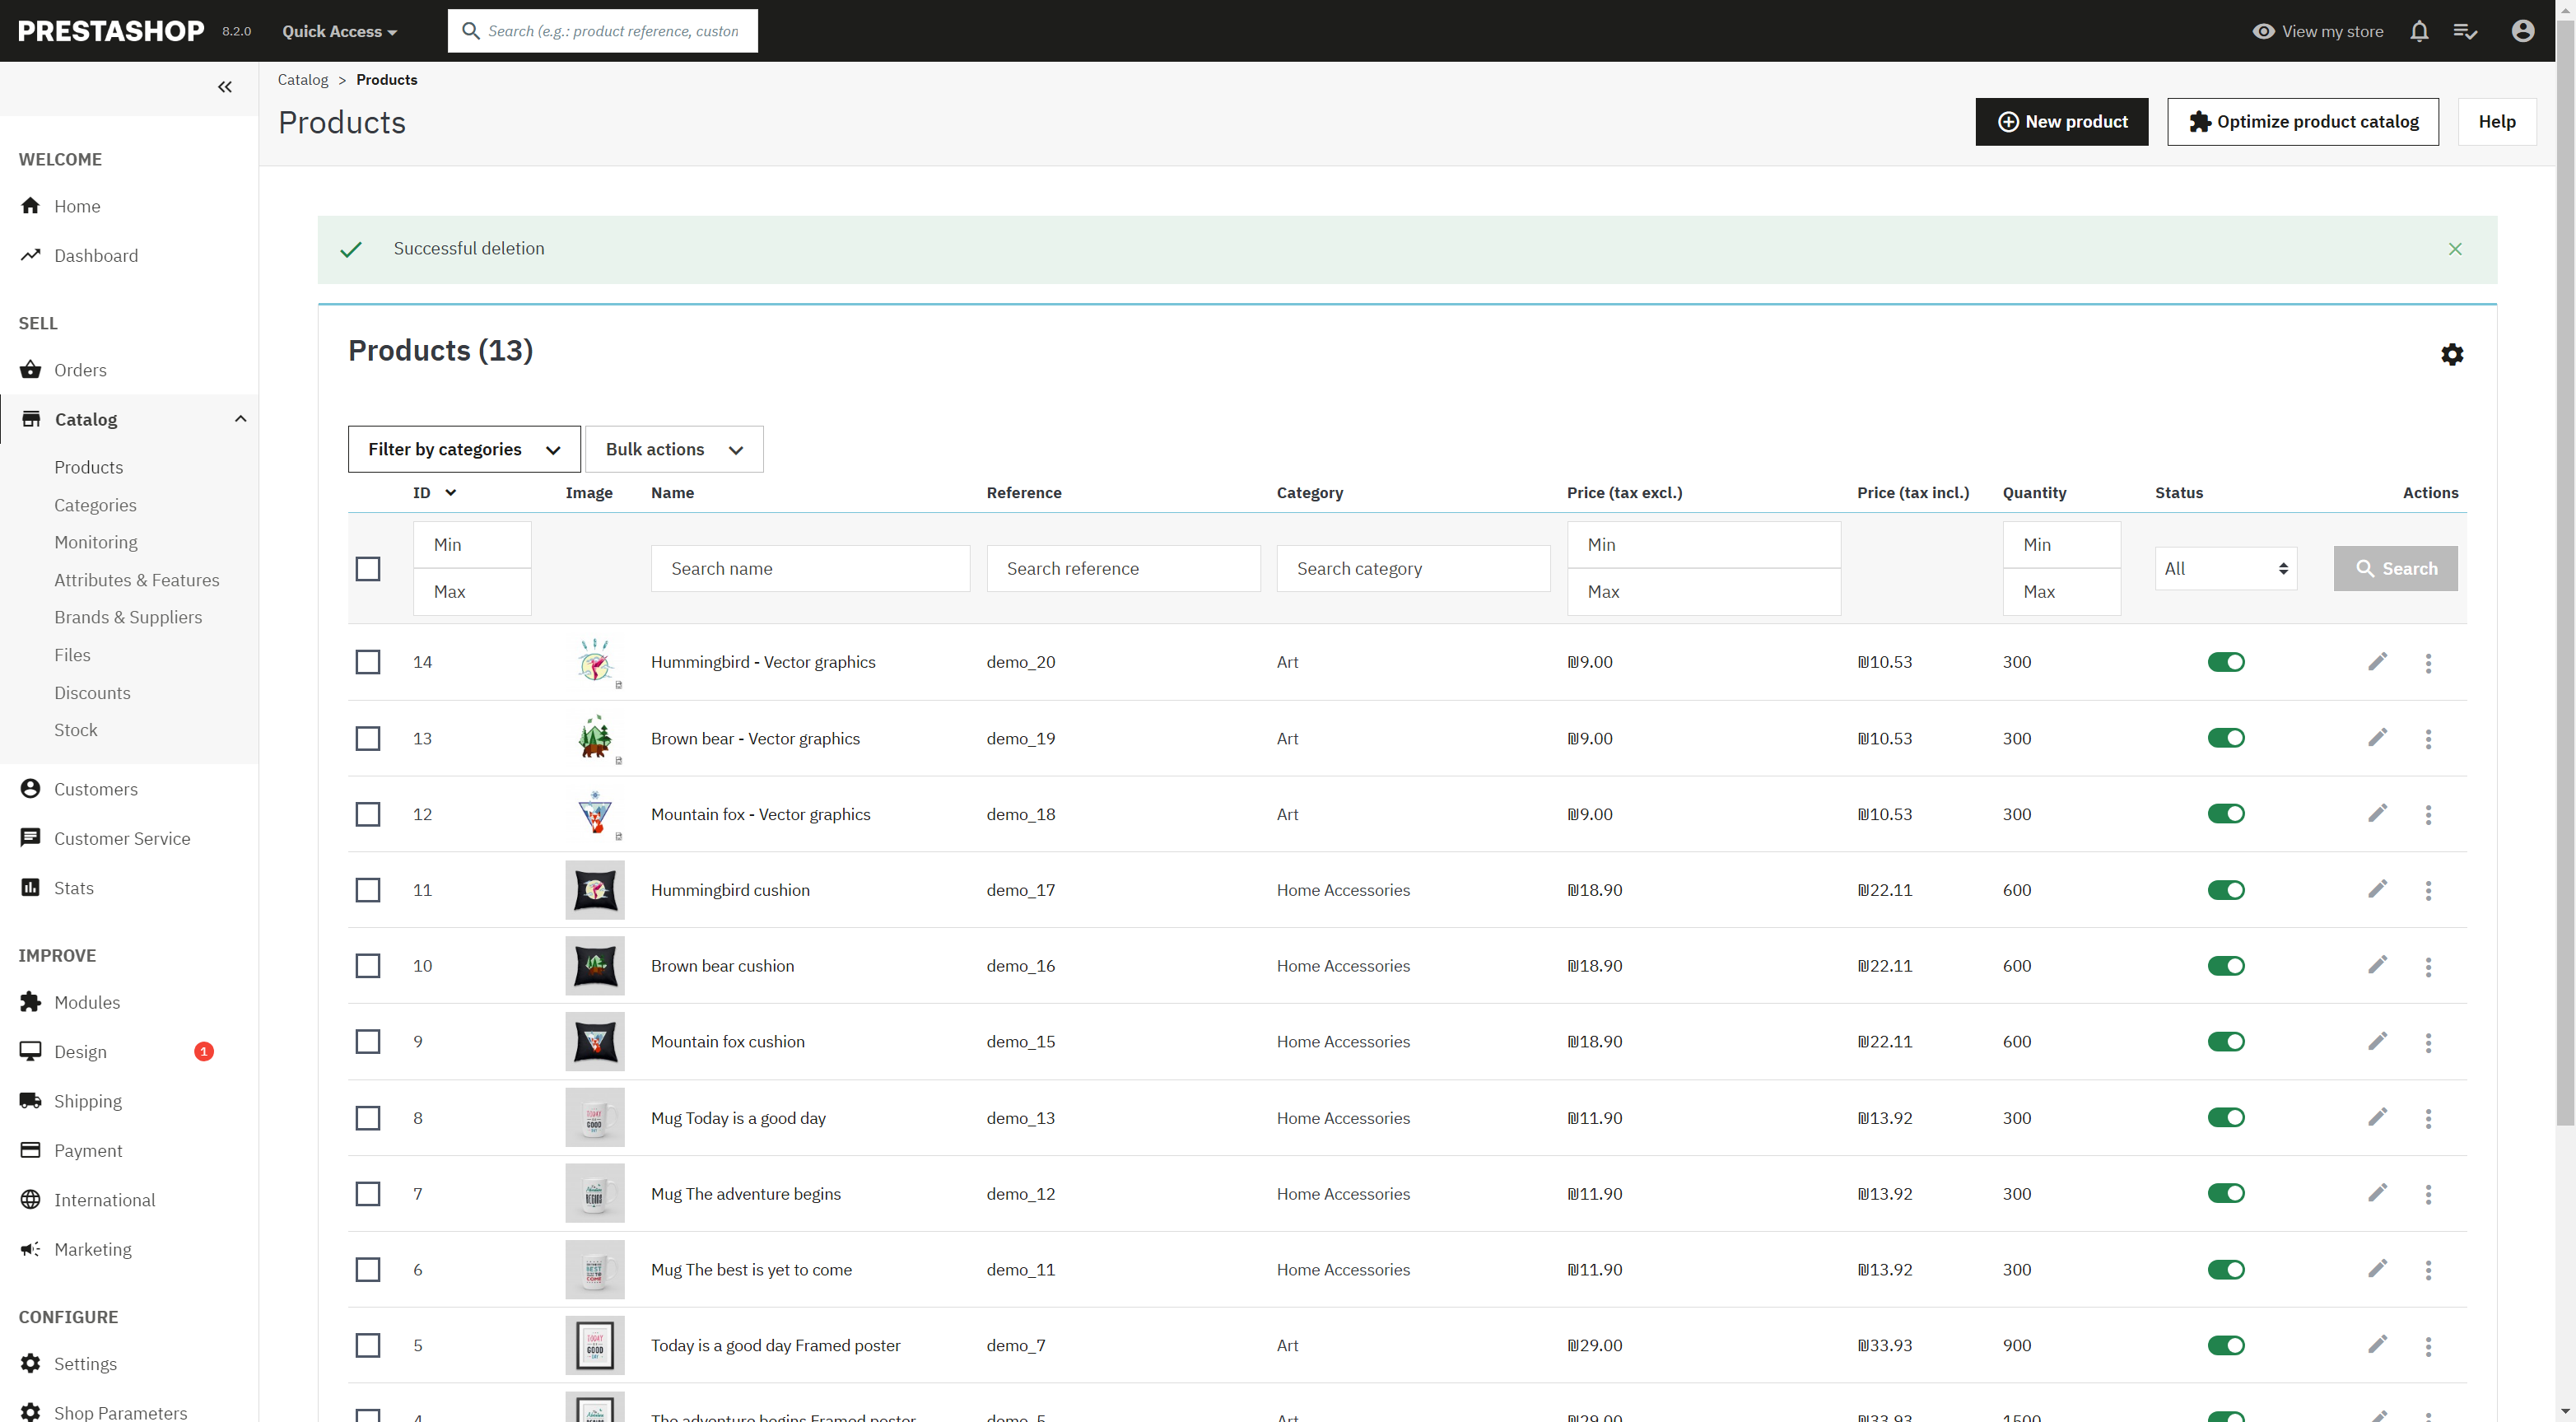 PRESTASHOP 8.2.0 Quick Access Search (e.g.: product reference, custom View my store
Catalog > Products
Products
New product Optimize product catalog Help
WELCOME
Home
Dashboard
Successful deletion
SELL
Products (13)
Orders
Catalog
Filter by categories Bulk actions
Products
ID Image Name Reference Category Price (tax excl.) Price (tax incl.) Quantity Status Actions
Categories
Monitoring
Attributes & Features
Brands & Suppliers
Files
Discounts
Stock
Min Min Min
Search name Search reference Search category All Search
Max Max Max
14 Hummingbird - Vector graphics demo_20 Art ₪9.00 ₪10.53 300
13 Brown bear - Vector graphics demo_19 Art ₪9.00 ₪10.53 300
12 Mountain fox - Vector graphics demo_18 Art ₪9.00 ₪10.53 300
11 Hummingbird cushion demo_17 Home Accessories ₪18.90 ₪22.11 600
10 Brown bear cushion demo_16 Home Accessories ₪18.90 ₪22.11 600
9 Mountain fox cushion demo_15 Home Accessories ₪18.90 ₪22.11 600
8 Mug Today is a good day demo_13 Home Accessories ₪11.90 ₪13.92 300
7 Mug The adventure begins demo_12 Home Accessories ₪11.90 ₪13.92 300
6 Mug The best is yet to come demo_11 Home Accessories ₪11.90 ₪13.92 300
5 Today is a good day Framed poster demo_7 Art ₪29.00 ₪33.93 900
4 The adventure begins Framed poster demo_5 Art ₪29.00 ₪33.93 1500
Customers
Customer Service
Stats
IMPROVE
Modules
Design 1
Shipping
Payment
International
Marketing
CONFIGURE
Settings
Shop Parameters